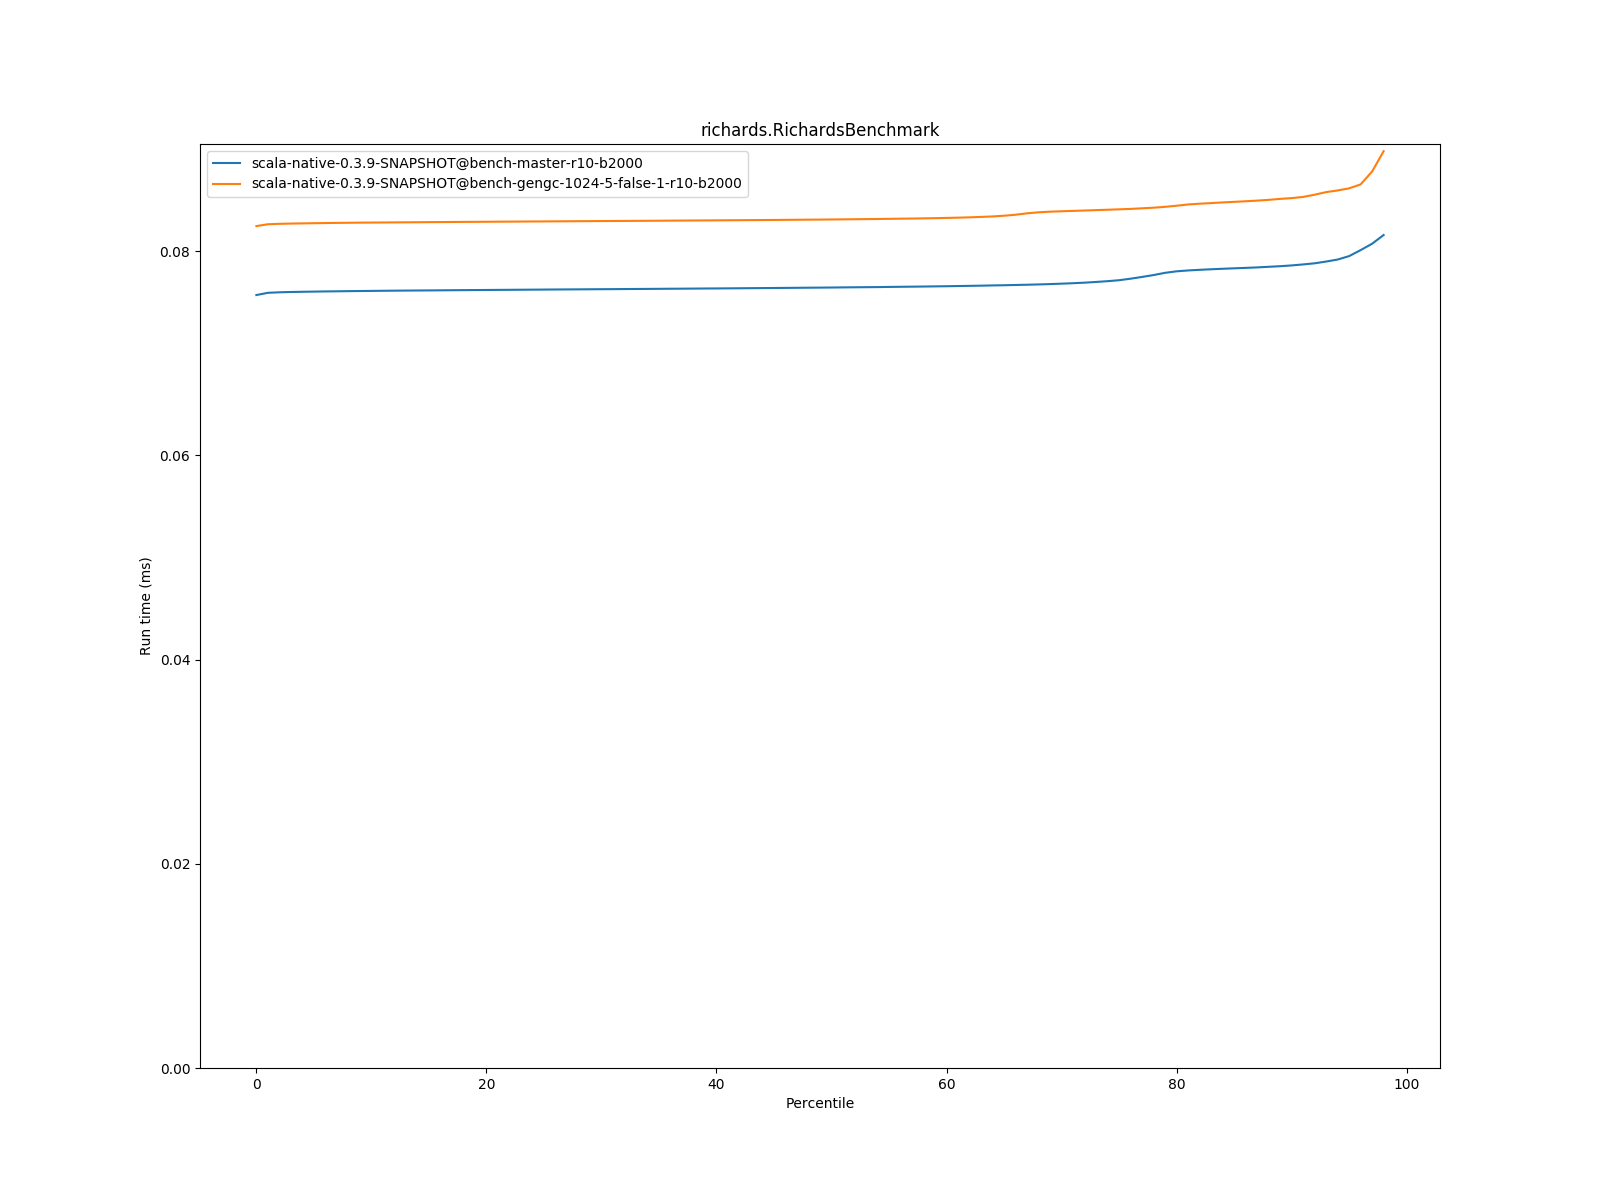 richards.RichardsBenchmark
scala-native-0.3.9-SNAPSHOT@bench-master-r10-b2000
scala-native-0.3.9-SNAPSHOT@bench-gengc-1024-5-false-1-r10-b2000
0.08
0.06
0.04
0.02
0.00
Run time (ms)
0 20 40 60 80 100
Percentile